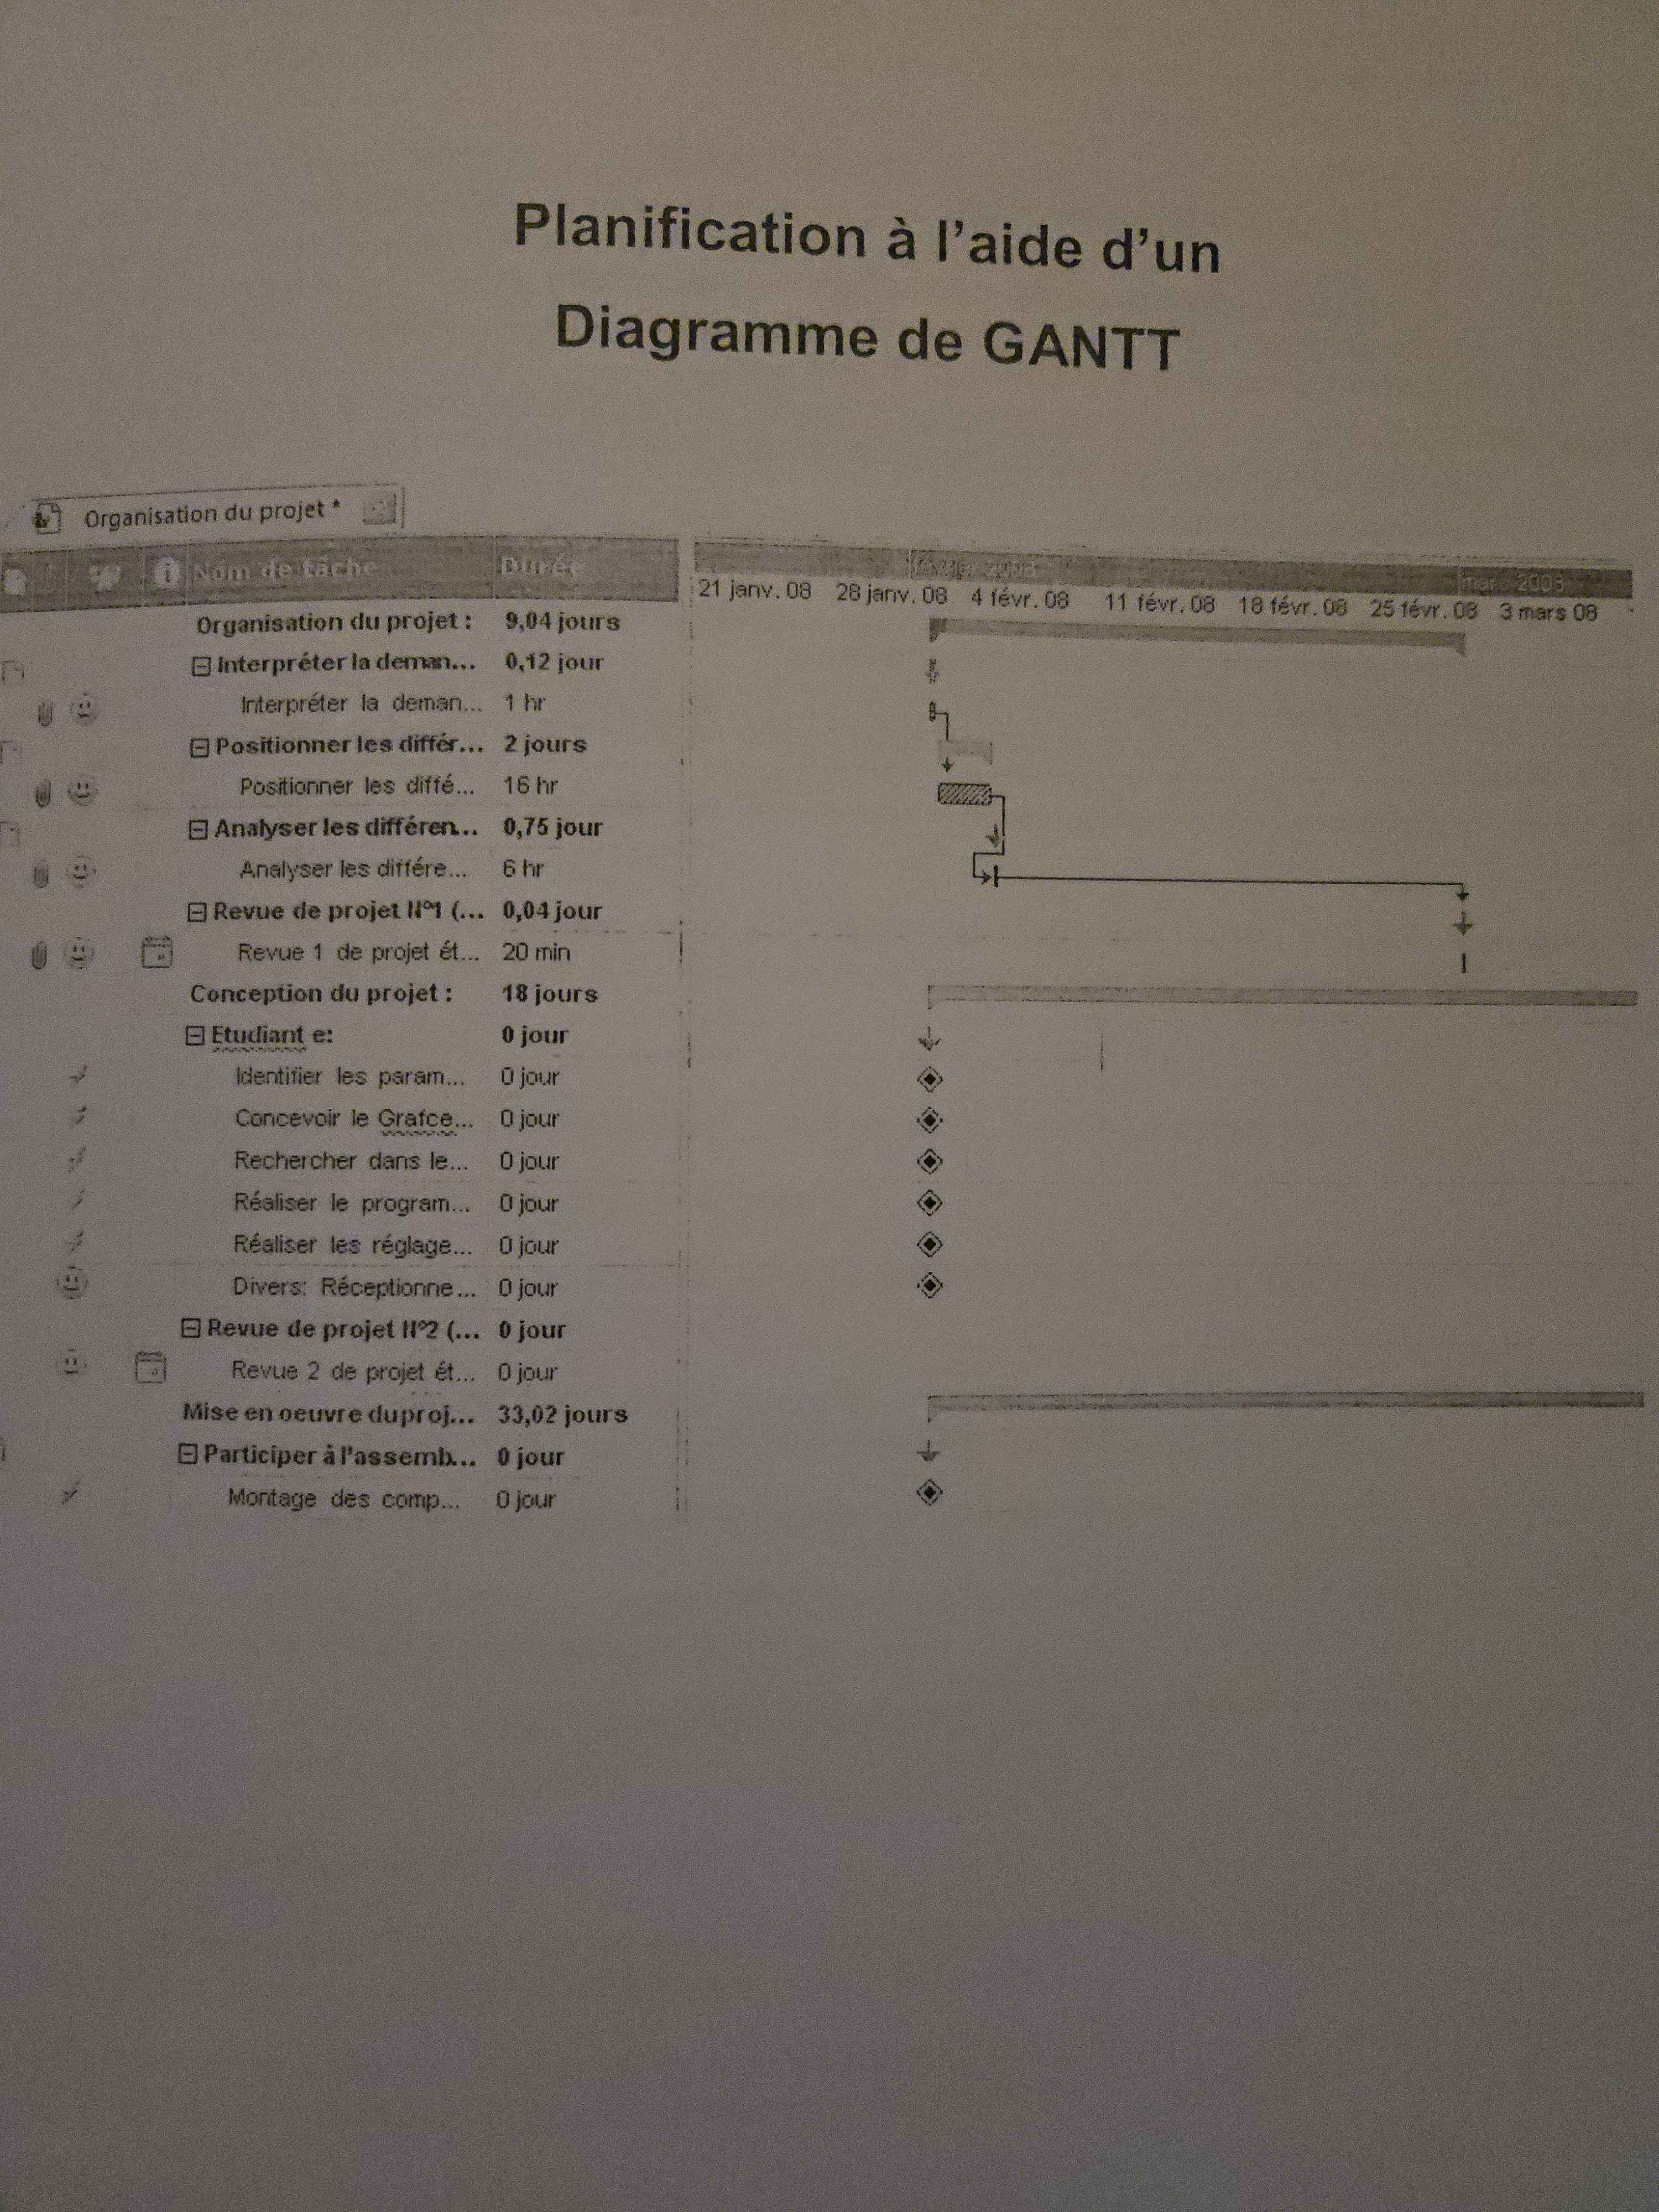 Planification à l'aide d'un
Diagramme de GANTT
Organisation du projet *
Nom de tâche Durée
février 2008 mars 2008
21 janv. 08 28 janv. 08 4 févr. 08 11 févr. 08 18 févr. 08 25 févr. 08 3 mars 08
Organisation du projet : 9,04 jours
Interpréter la deman... 0,12 jour
Interpréter la deman... 1 hr
Positionner les différ... 2 jours
Positionner les diffé... 16 hr
Analyser les différen... 0,75 jour
Analyser les différe... 6 hr
Revue de projet N°1 (... 0,04 jour
Revue 1 de projet ét... 20 min
Conception du projet : 18 jours
Etudiant e: 0 jour
Identifier les param... 0 jour
Concevoir le Grafce... 0 jour
Rechercher dans le... 0 jour
Réaliser le program... 0 jour
Réaliser les réglage... 0 jour
Divers: Réceptionne... 0 jour
Revue de projet N°2 (... 0 jour
Revue 2 de projet ét... 0 jour
Mise en oeuvre du proj... 33,02 jours
Participer à l'assemb... 0 jour
Montage des comp... 0 jour